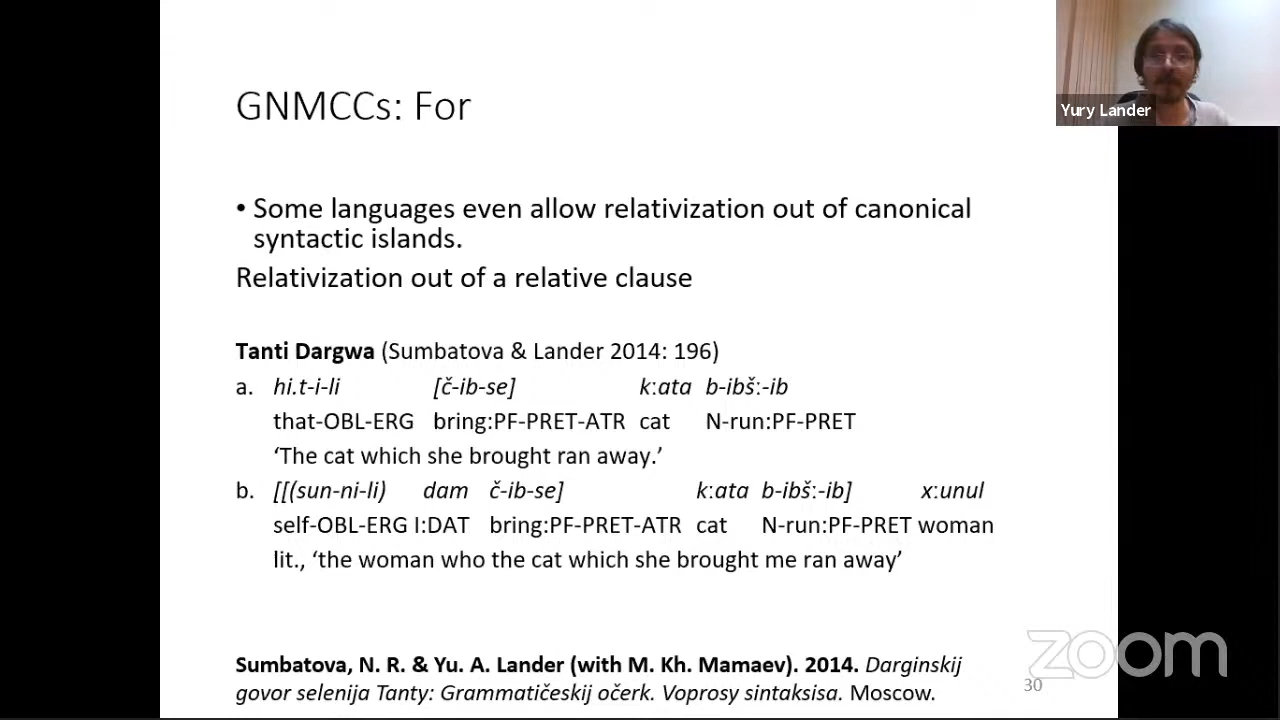 GNMCCs: For
Yury Lander
• Some languages even allow relativization out of canonical
syntactic islands.
Relativization out of a relative clause
Tanti Dargwa (Sumbatova & Lander 2014: 196)
a. hi.t-i-li [č-ib-se] kːata b-ibšː-ib
that-OBL-ERG bring:PF-PRET-ATR cat N-run:PF-PRET
‘The cat which she brought ran away.’
b. [[(sun-ni-li) dam č-ib-se] kːata b-ibšː-ib] xːunul
self-OBL-ERG I:DAT bring:PF-PRET-ATR cat N-run:PF-PRET woman
lit., ‘the woman who the cat which she brought me ran away’
Sumbatova, N. R. & Yu. A. Lander (with M. Kh. Mamaev). 2014. Darginskij
govor selenija Tanty: Grammatičeskij očerk. Voprosy sintaksisa. Moscow.
30
zoom